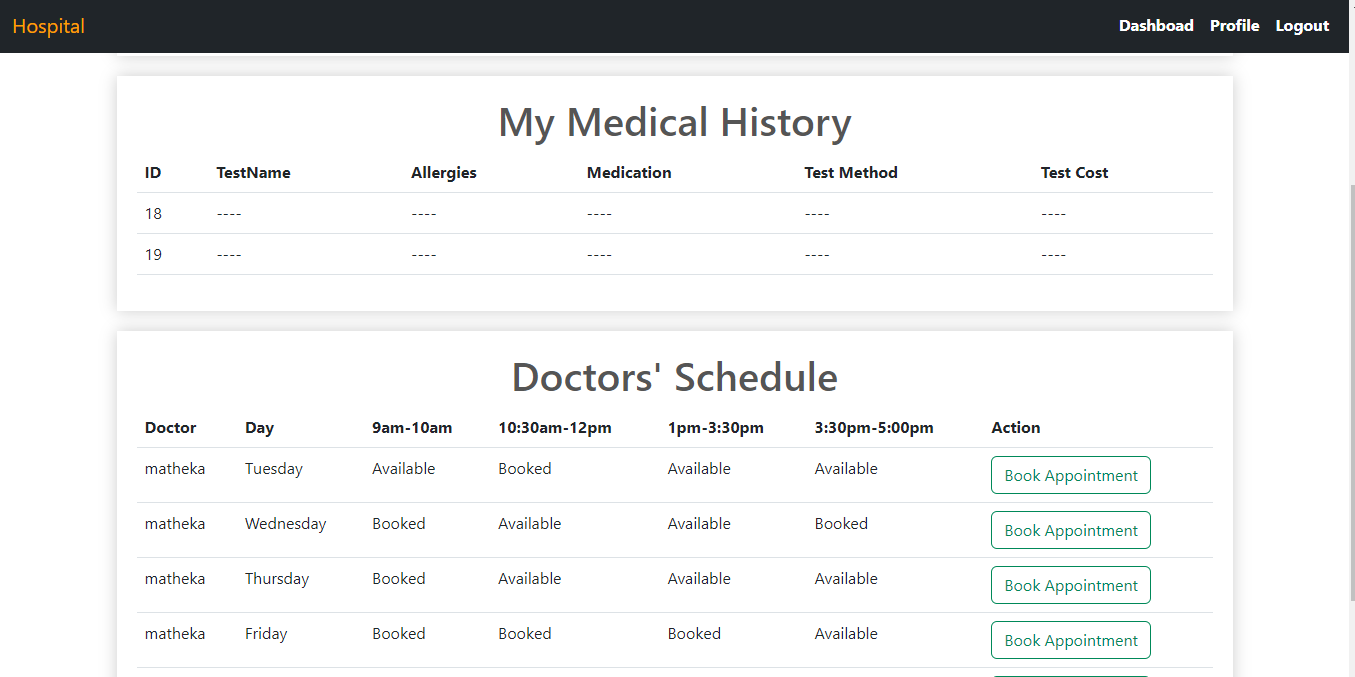 Hospital Dashboad Profile Logout
My Medical History
ID TestName Allergies Medication Test Method Test Cost
18 ---- ---- ---- ---- ----
19 ---- ---- ---- ---- ----
Doctors' Schedule
Doctor Day 9am-10am 10:30am-12pm 1pm-3:30pm 3:30pm-5:00pm Action
matheka Tuesday Available Booked Available Available Book Appointment
matheka Wednesday Booked Available Available Booked Book Appointment
matheka Thursday Booked Available Available Available Book Appointment
matheka Friday Booked Booked Booked Available Book Appointment